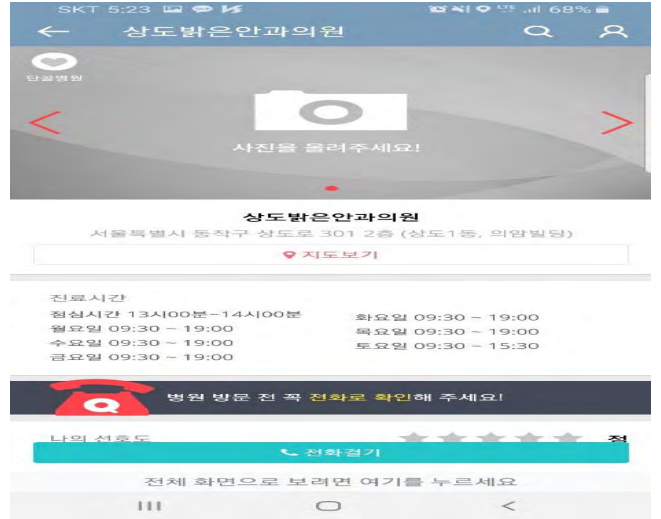 SKT 5:23
LTE 68%
상도밝은안과의원
단골병원
사진을 올려주세요!
상도밝은안과의원
서울특별시 동작구 상도로 301 2층 (상도1동, 의암빌딩)
지도보기
진료시간
점심시간 13시00분~14시00분
화요일 09:30 ~ 19:00
월요일 09:30 ~ 19:00
목요일 09:30 ~ 19:00
수요일 09:30 ~ 19:00
토요일 09:30 ~ 15:30
금요일 09:30 ~ 19:00
병원 방문 전 꼭 전화로 확인해 주세요!
나의 선호도 점
전화걸기
전체 화면으로 보려면 여기를 누르세요